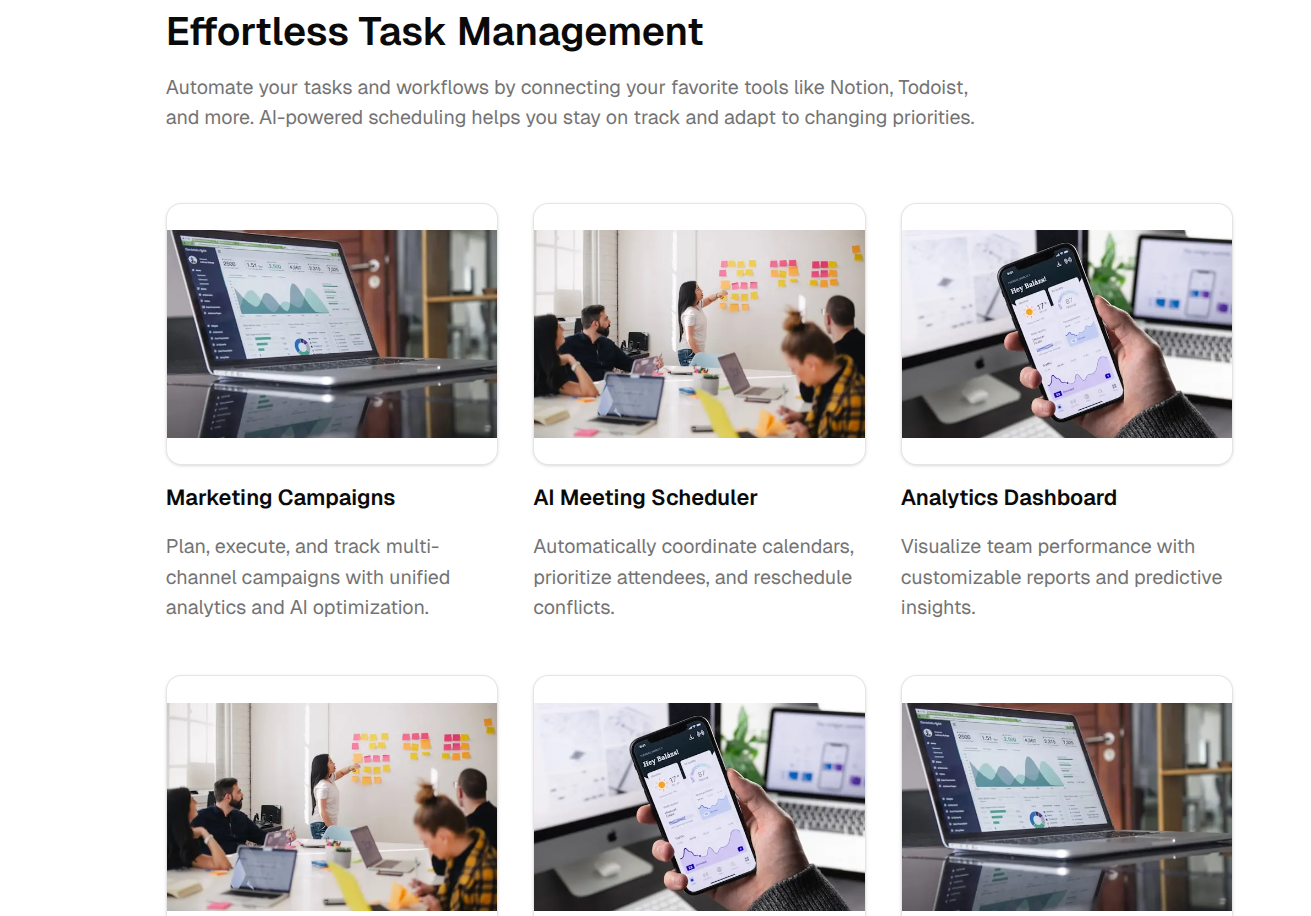 Effortless Task Management
Automate your tasks and workflows by connecting your favorite tools like Notion, Todoist,
and more. AI-powered scheduling helps you stay on track and adapt to changing priorities.
Hey Balázs!
Marketing Campaigns
AI Meeting Scheduler
Analytics Dashboard
Plan, execute, and track multi-
channel campaigns with unified
analytics and AI optimization.
Automatically coordinate calendars,
prioritize attendees, and reschedule
conflicts.
Visualize team performance with
customizable reports and predictive
insights.
Hey Balázs!